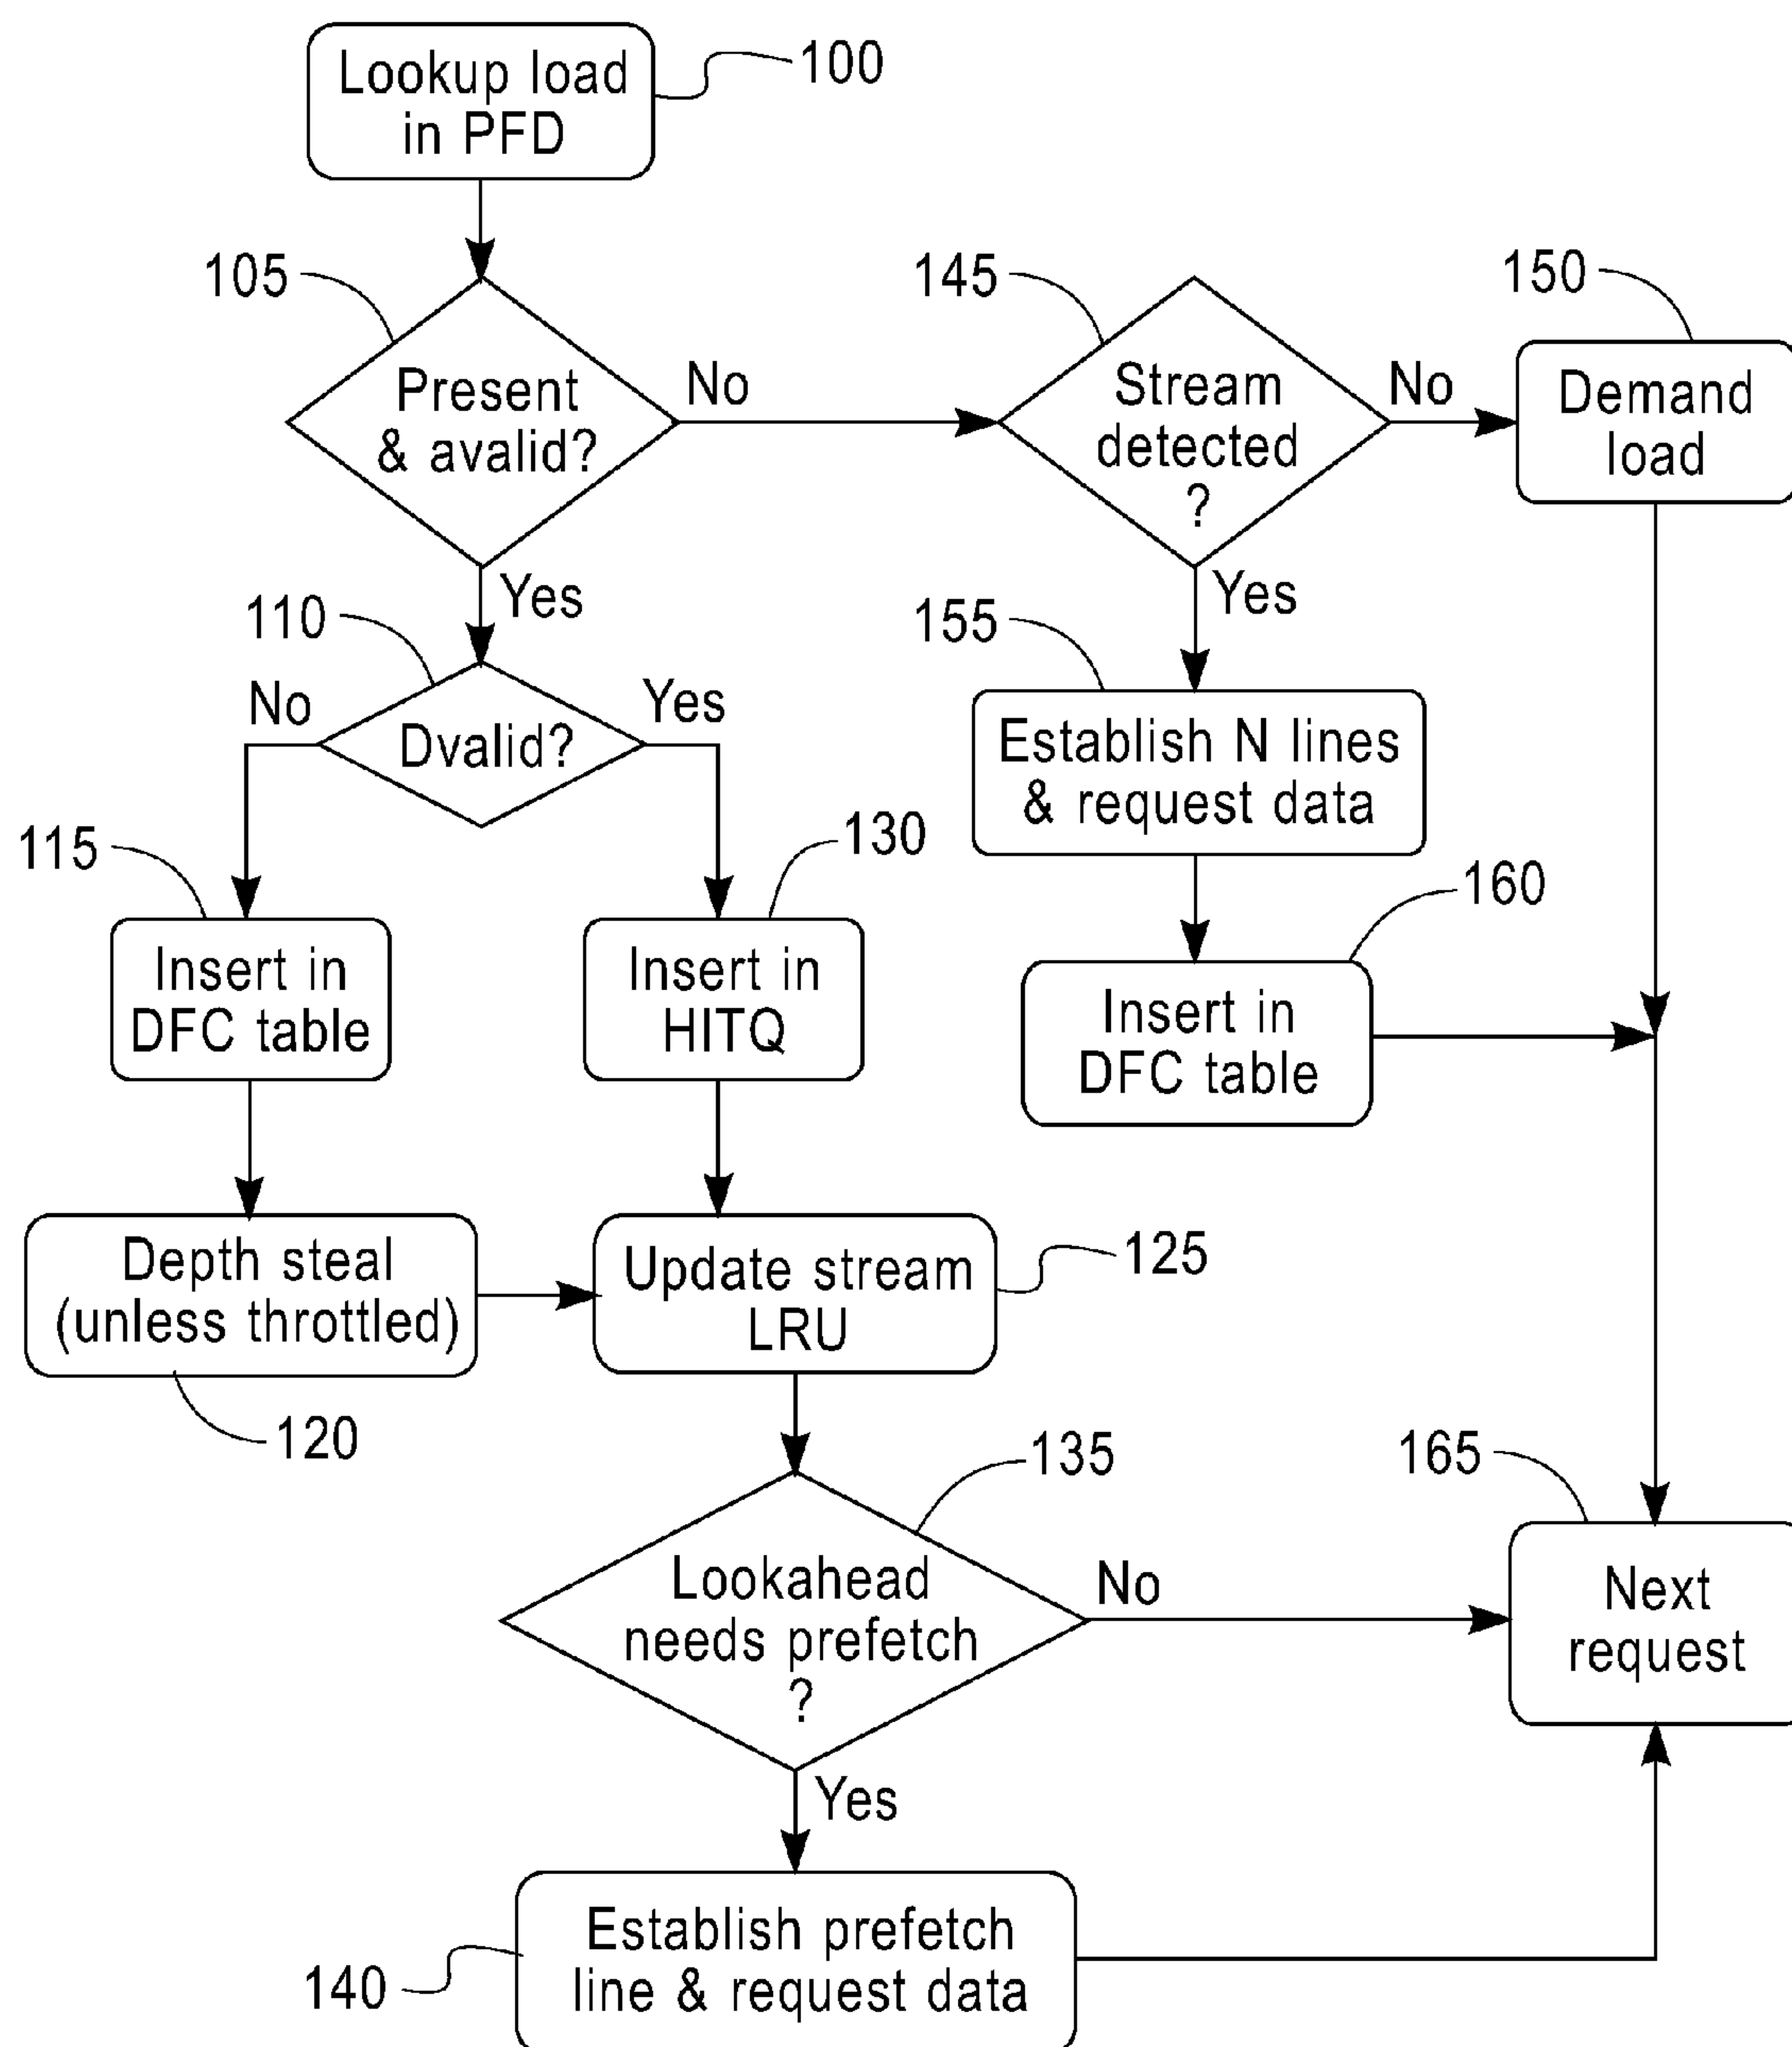 Lookup load
in PFD
100
105
Present
& avalid?
No
Yes
145
Stream
detected
?
No
Yes
150
Demand
load
110
Dvalid?
No
Yes
155
Establish N lines
& request data
115
Insert in
DFC table
130
Insert in
HITQ
160
Insert in
DFC table
Depth steal
(unless throttled)
120
Update stream
LRU
125
135
Lookahead
needs prefetch
?
No
Yes
165
Next
request
Establish prefetch
line & request data
140